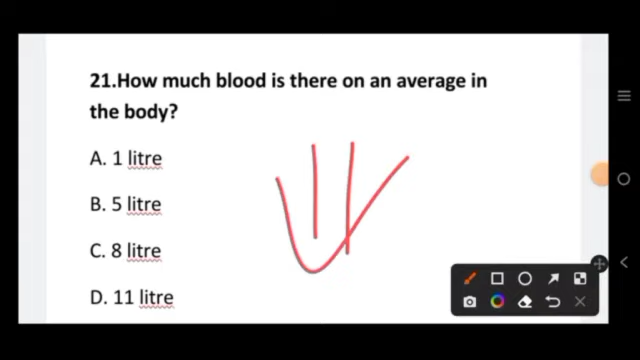 21.How much blood is there on an average in
the body?
A. 1 litre
B. 5 litre
C. 8 litre
D. 11 litre